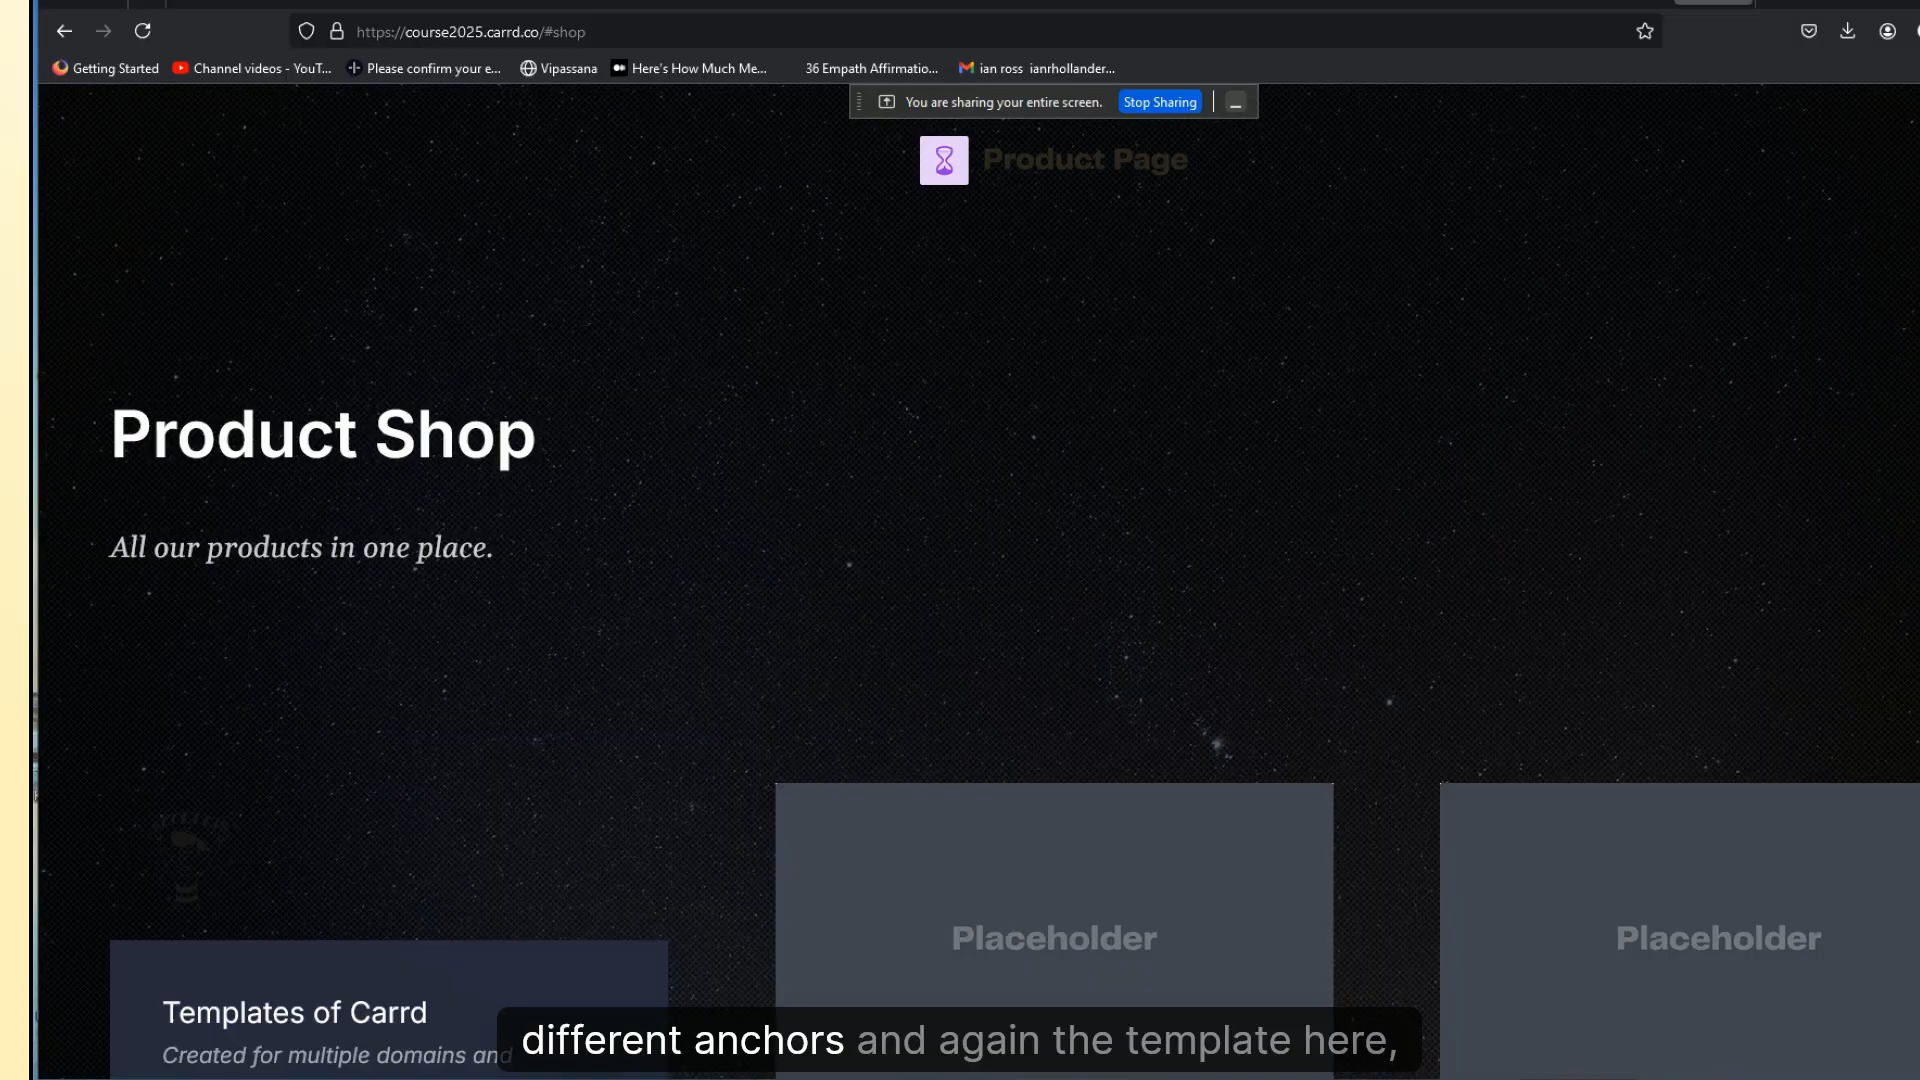 https://course2025.carrd.co/#shop
Getting Started
Channel videos - YouT...
Please confirm your e...
Vipassana
Here's How Much Me...
36 Empath Affirmatio...
ian ross ianrhollander...
You are sharing your entire screen.
Stop Sharing
Product Page
Product Shop
All our products in one place.
Placeholder
Placeholder
Templates of Carrd
Created for multiple domains and
different anchors and again the template here,